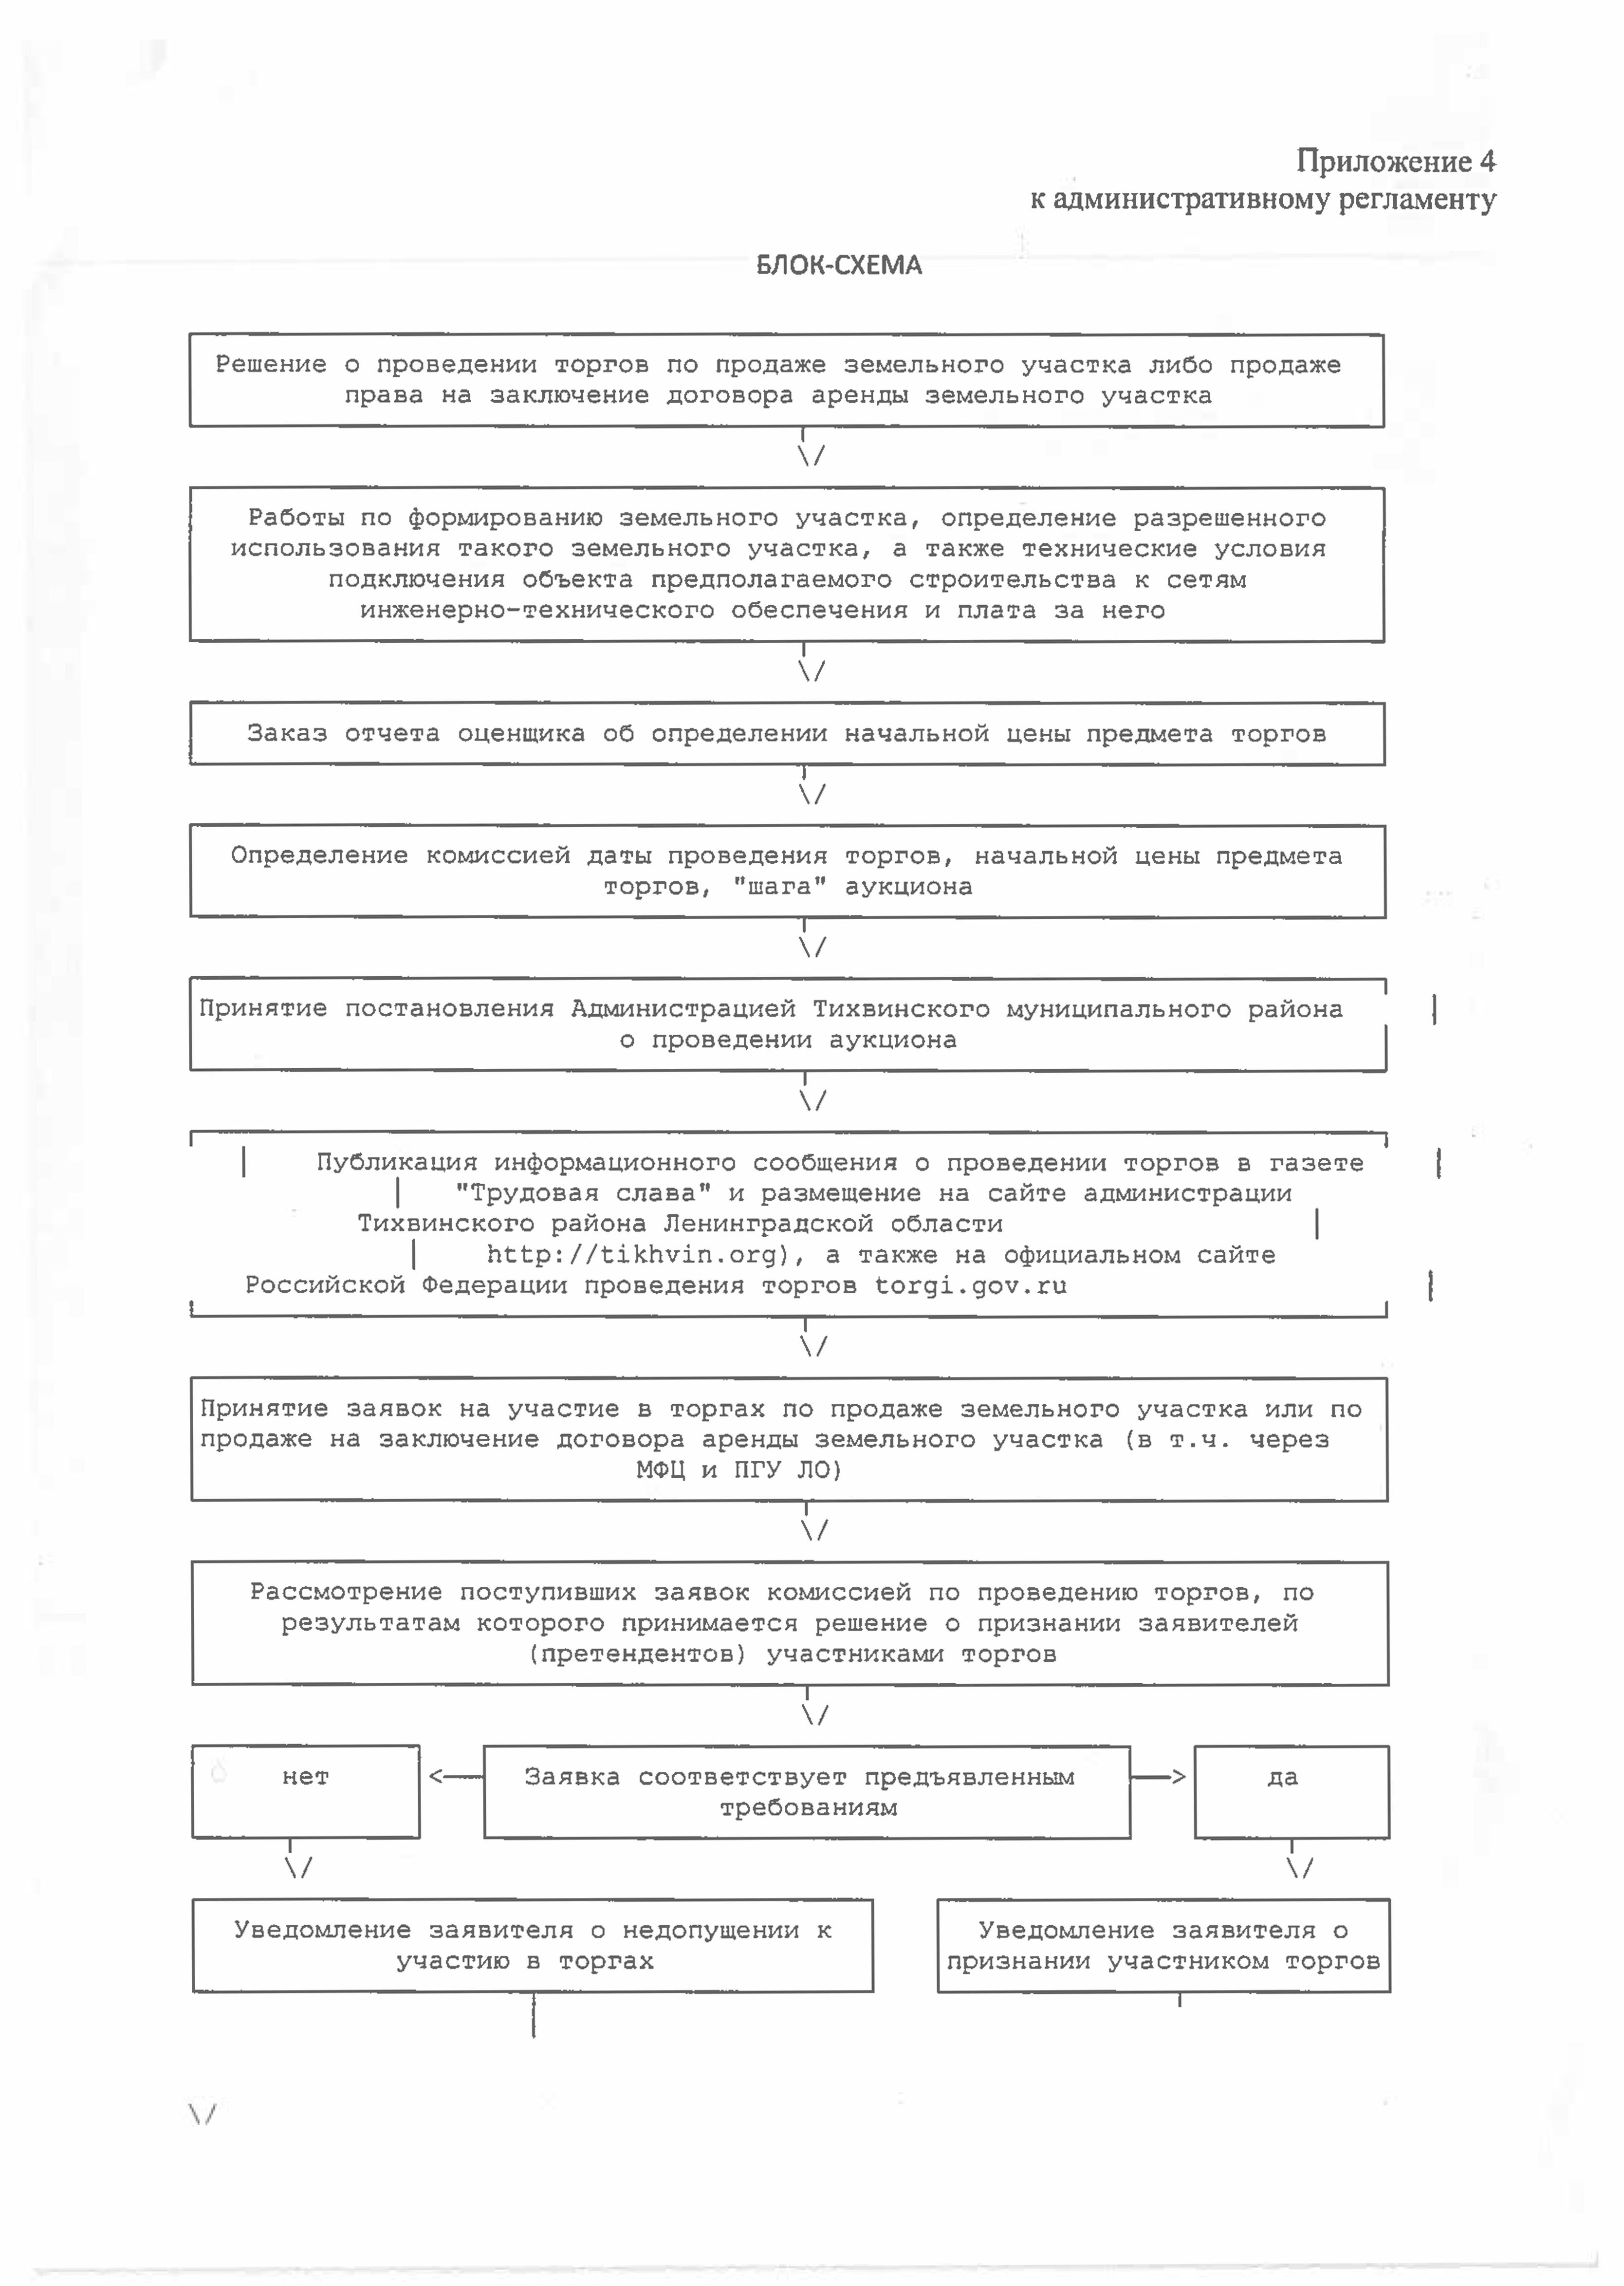 Приложение 4
к административному регламенту
БЛОК-СХЕМА
Решение о проведении торгов по продаже земельного участка либо продаже
права на заключение договора аренды земельного участка
\/
Работы по формированию земельного участка, определение разрешенного
использования такого земельного участка, а также технические условия
подключения объекта предполагаемого строительства к сетям
инженерно-технического обеспечения и плата за него
\/
Заказ отчета оценщика об определении начальной цены предмета торгов
\/
Определение комиссией даты проведения торгов, начальной цены предмета
торгов, "шага" аукциона
\/
Принятие постановления Администрацией Тихвинского муниципального района |
о проведении аукциона
\/
| Публикация информационного сообщения о проведении торгов в газете |
| "Трудовая слава" и размещение на сайте администрации
Тихвинского района Ленинградской области |
| http://tikhvin.org), а также на официальном сайте
Российской Федерации проведения торгов torgi.gov.ru |
\/
Принятие заявок на участие в торгах по продаже земельного участка или по
продаже на заключение договора аренды земельного участка (в т.ч. через
МФЦ и ПГУ ЛО)
\/
Рассмотрение поступивших заявок комиссией по проведению торгов, по
результатам которого принимается решение о признании заявителей
(претендентов) участниками торгов
\/
нет <— Заявка соответствует предъявленным —> да
требованиям
\/ \/
Уведомление заявителя о недопущении к
участию в торгах
Уведомление заявителя о
признании участником торгов
\/